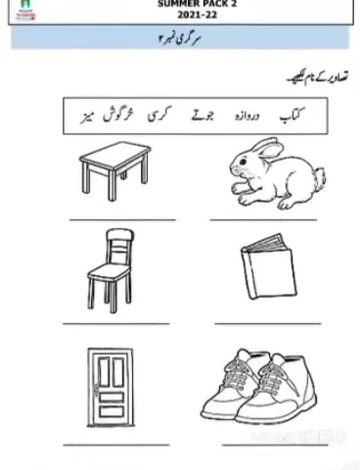 SUMMER PACK 2
2021-22
سرگرمی نمبر ۲
تصاویر کے نام لکھیے۔
کتاب دروازہ جوتے کرسی خرگوش میز